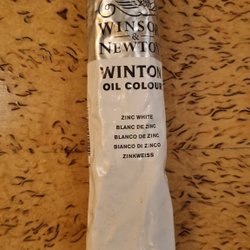 WINSOR
&
NEWTON
WINTON
OIL COLOUR
ZINC WHITE
BLANC DE ZINC
BLANCO DE ZINC
BIANCO DI ZINCO
ZINKWEISS